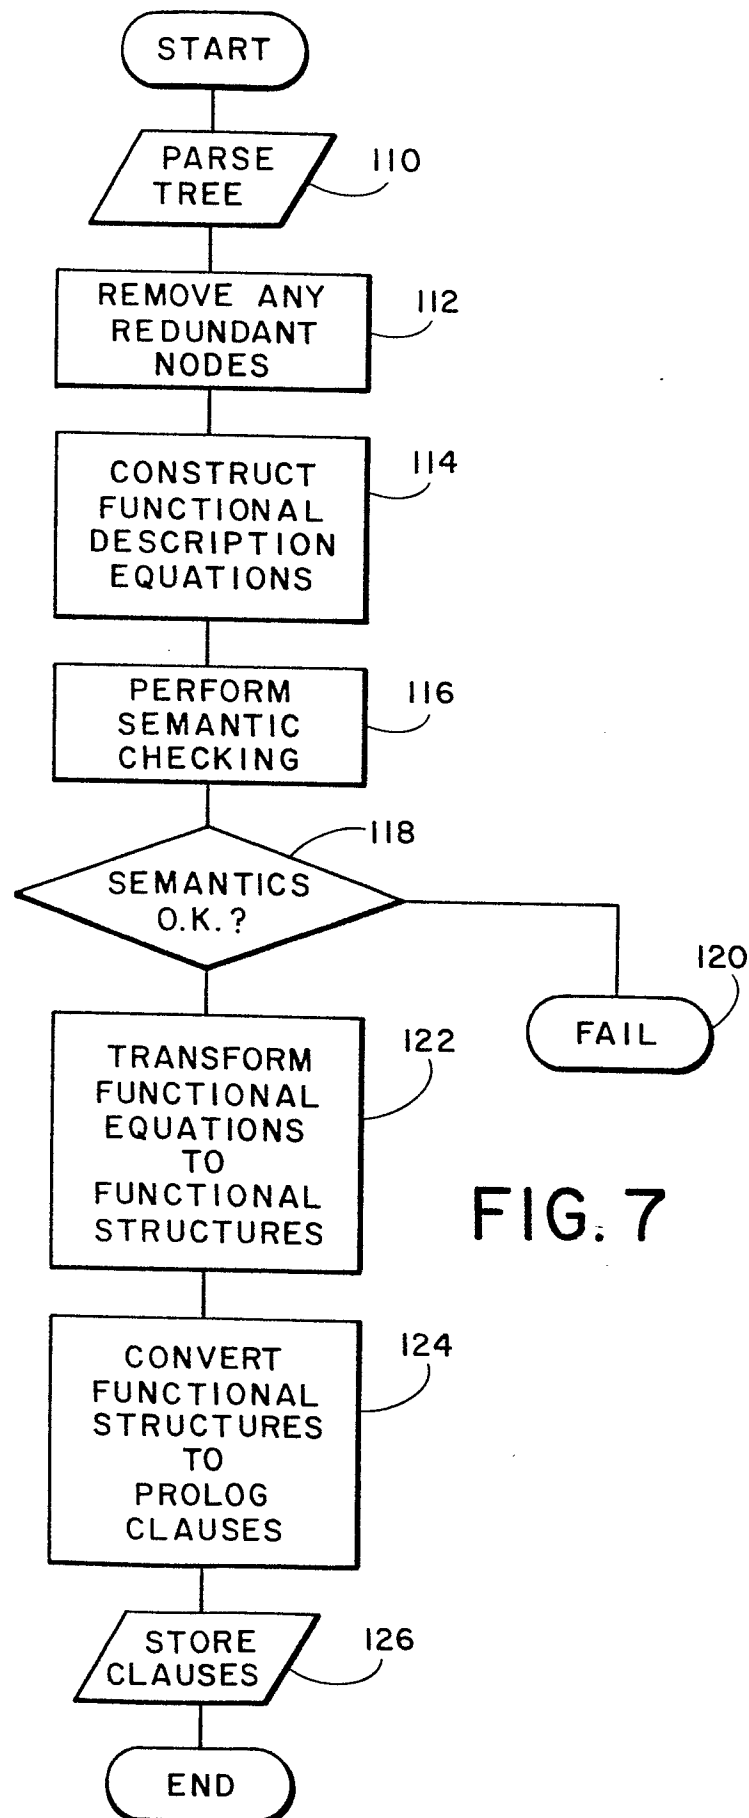 START
PARSE
TREE
110
REMOVE ANY
REDUNDANT
NODES
112
CONSTRUCT
FUNCTIONAL
DESCRIPTION
EQUATIONS
114
PERFORM
SEMANTIC
CHECKING
116
118
SEMANTICS
O.K.?
120
FAIL
TRANSFORM
FUNCTIONAL
EQUATIONS
TO
FUNCTIONAL
STRUCTURES
122
FIG. 7
CONVERT
FUNCTIONAL
STRUCTURES
TO
PROLOG
CLAUSES
124
STORE
CLAUSES
126
END